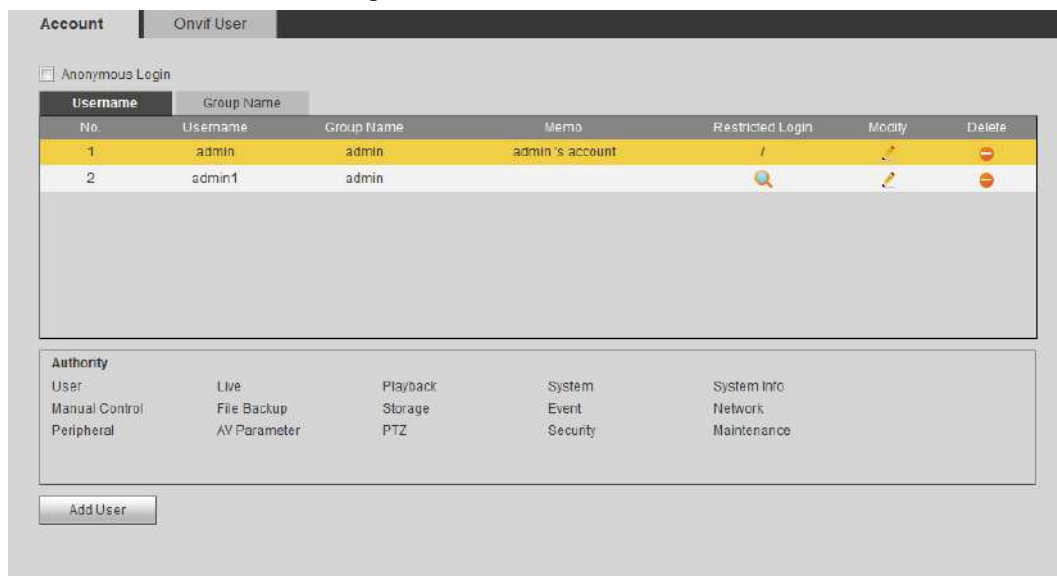 Account Onvif User
Anonymous Login
Username Group Name
No. Username Group Name Memo Restricted Login Modify Delete
1 admin admin admin 's account /
2 admin1 admin
Authority
User Live Playback System System Info
Manual Control File Backup Storage Event Network
Peripheral AV Parameter PTZ Security Maintenance
Add User